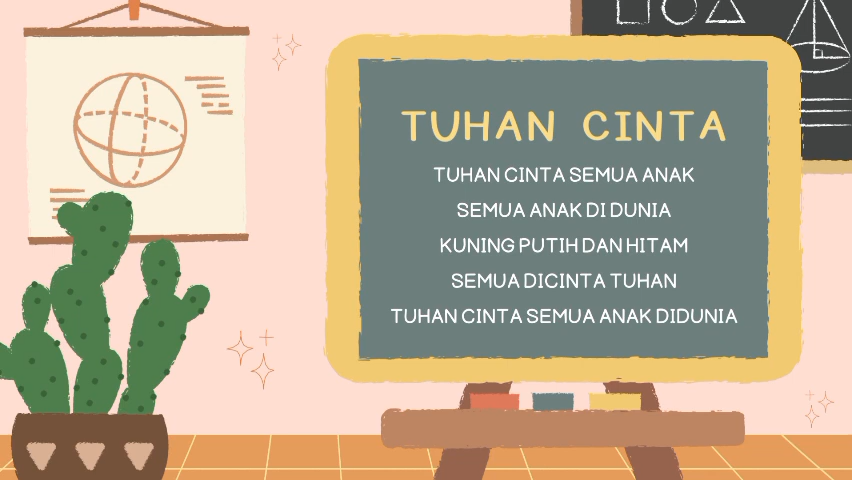 TUHAN CINTA
TUHAN CINTA SEMUA ANAK
SEMUA ANAK DI DUNIA
KUNING PUTIH DAN HITAM
SEMUA DICINTA TUHAN
TUHAN CINTA SEMUA ANAK DIDUNIA